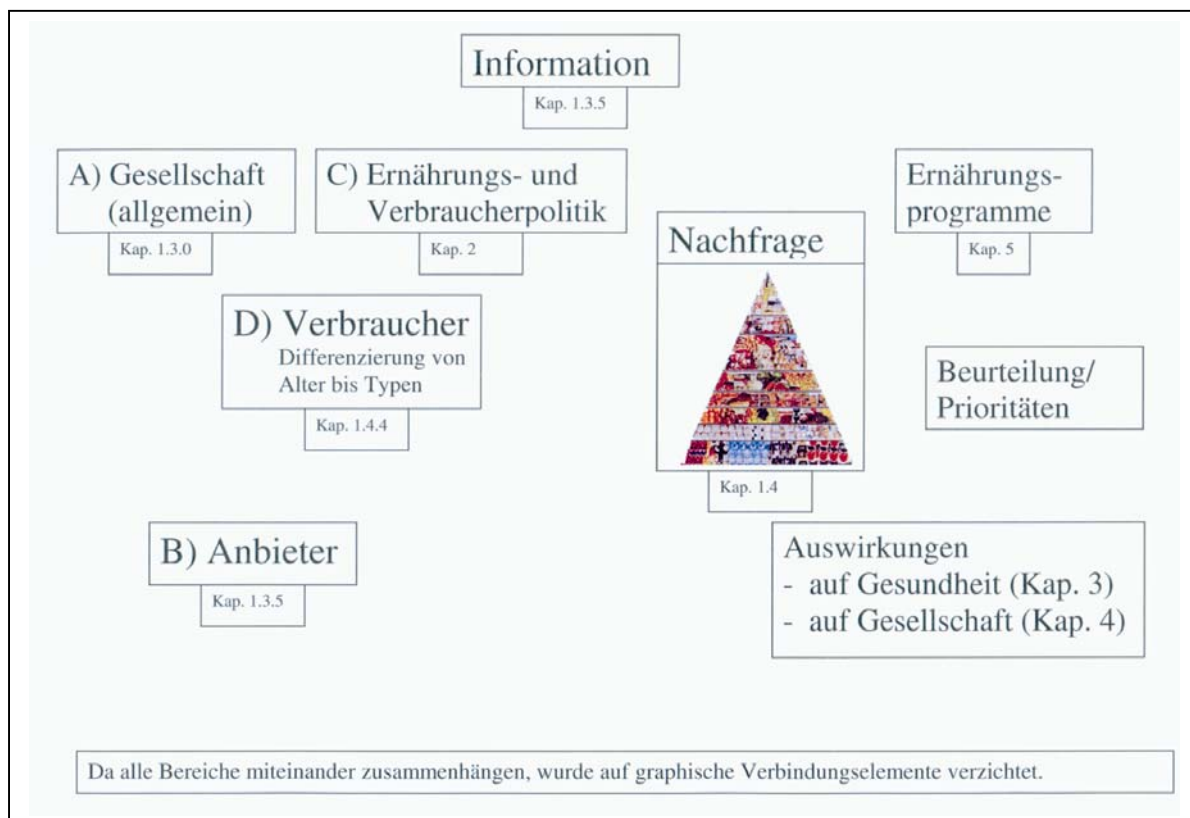 Information
Kap. 1.3.5
A) Gesellschaft
(allgemein)
Kap. 1.3.0
C) Ernährungs- und
Verbraucherpolitik
Kap. 2
Nachfrage
Kap. 1.4
Ernährungs-
programme
Kap. 5
D) Verbraucher
Differenzierung von
Alter bis Typen
Kap. 1.4.4
Beurteilung/
Prioritäten
B) Anbieter
Kap. 1.3.5
Auswirkungen
- auf Gesundheit (Kap. 3)
- auf Gesellschaft (Kap. 4)
Da alle Bereiche miteinander zusammenhängen, wurde auf graphische Verbindungselemente verzichtet.